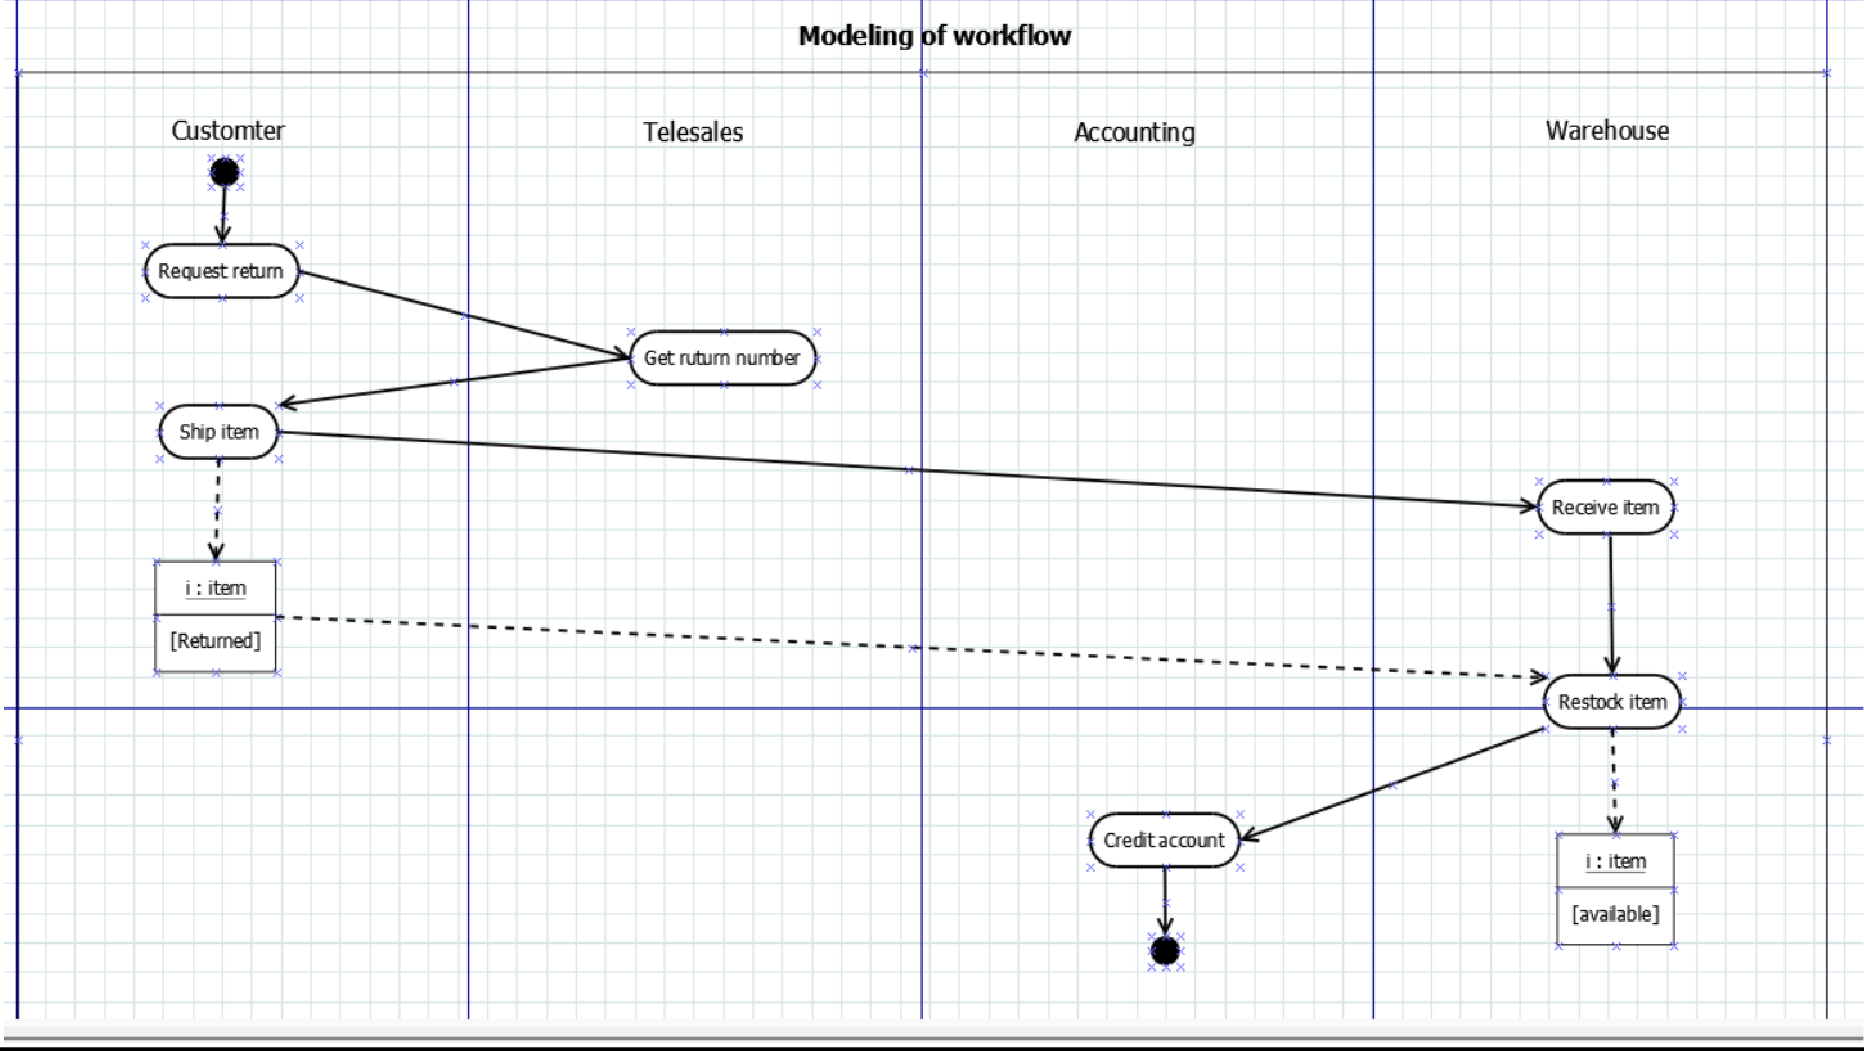 Modeling of workflow
Customter
Telesales
Accounting
Warehouse
Request return
Get ruturn number
Ship item
Receive item
i : item
[Returned]
Restock item
Credit account
i : item
[available]